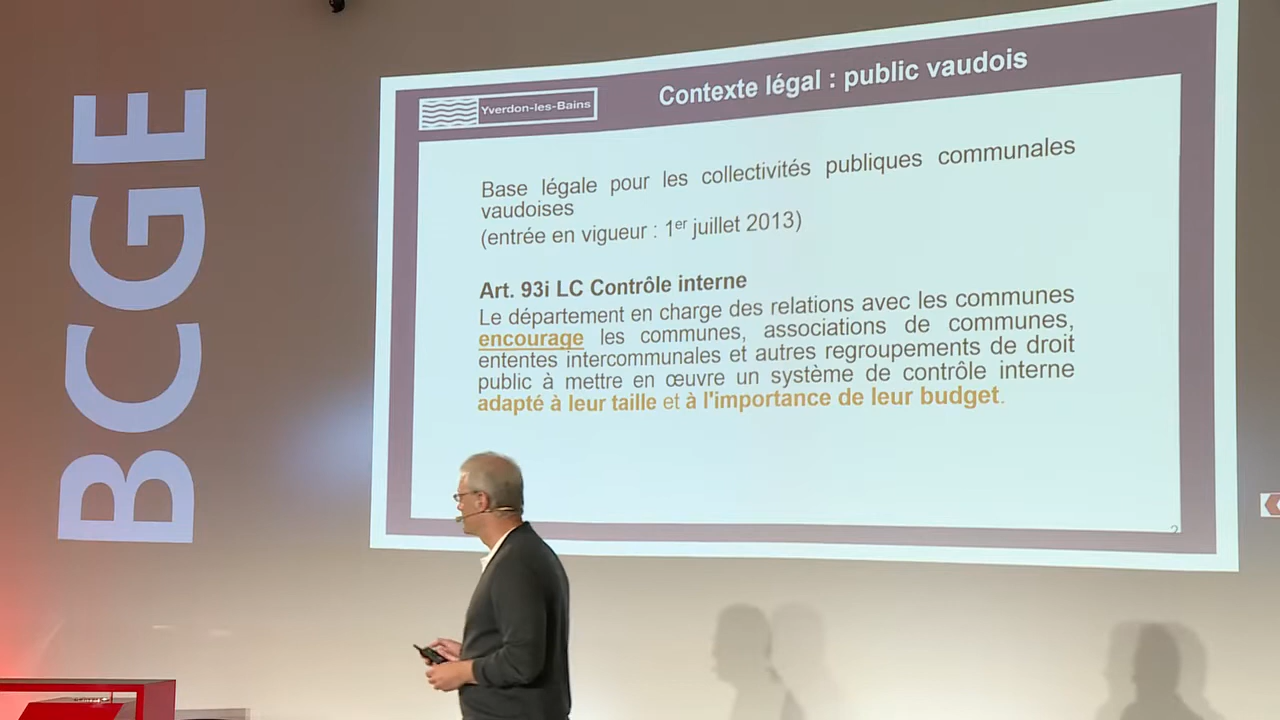 BCGE
Yverdon-les-Bains
Contexte légal : public vaudois
Base légale pour les collectivités publiques communales
vaudoises
(entrée en vigueur : 1er juillet 2013)
Art. 93i LC Contrôle interne
Le département en charge des relations avec les communes
encourage les communes, associations de communes,
ententes intercommunales et autres regroupements de droit
public à mettre en œuvre un système de contrôle interne
adapté à leur taille et à l'importance de leur budget.
2